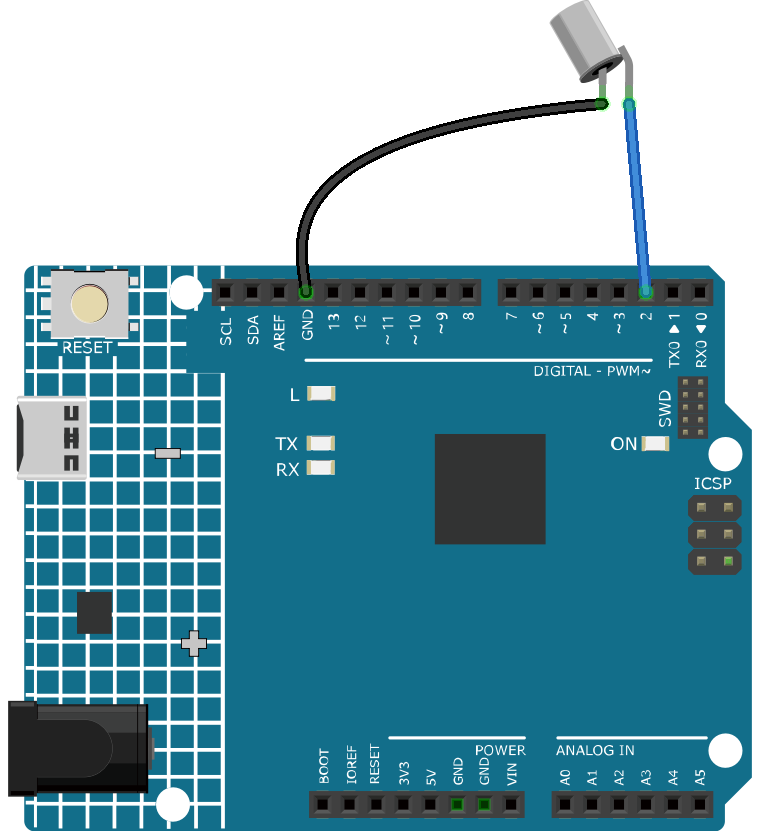 SCL SDA AREF GND 13 12 ~11 ~10 ~9 8 7 ~6 ~5 4 ~3 2 TX0 ▶ 1 RX0 ◀ 0
RESET
DIGITAL - PWM~
L
SWD
TX
ON
RX
ICSP
POWER
ANALOG IN
BOOT IOREF RESET 3V3 5V GND GND VIN A0 A1 A2 A3 A4 A5